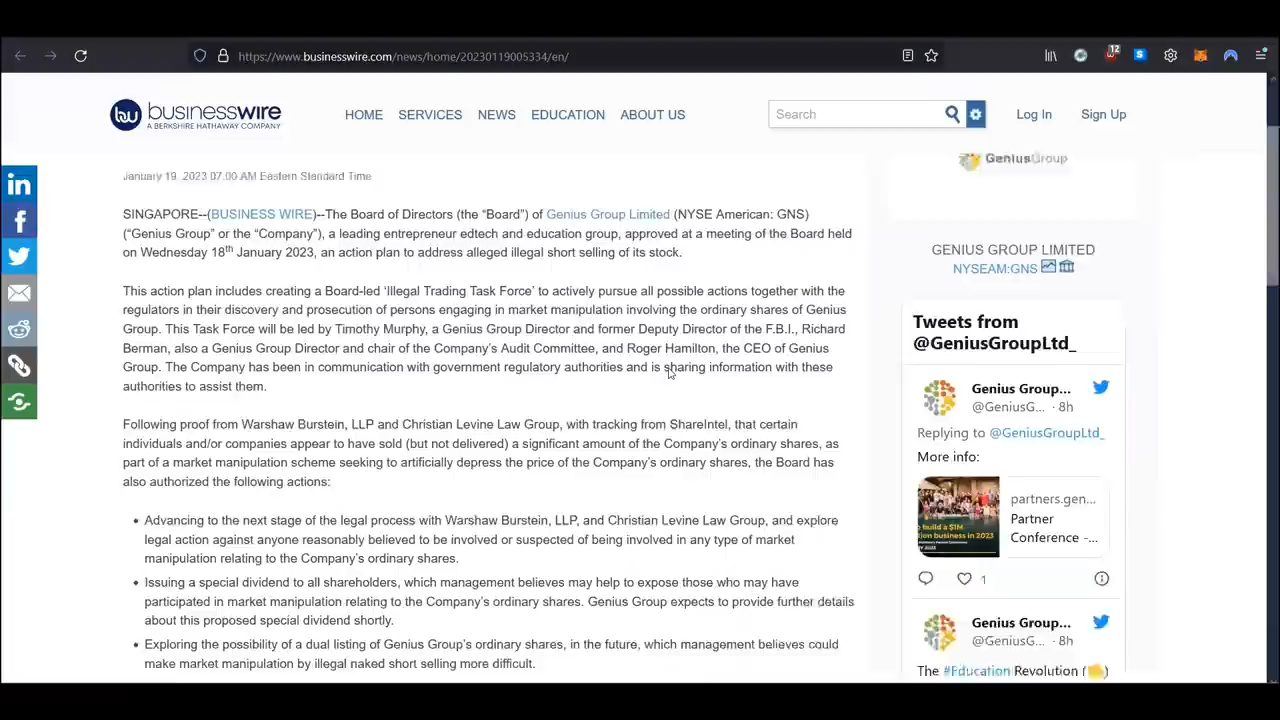 https://www.businesswire.com/news/home/20230119005334/en/
12
businesswire
A BERKSHIRE HATHAWAY COMPANY
HOME SERVICES NEWS EDUCATION ABOUT US
Search
Log In Sign Up
GeniusGroup
January 19, 2023 07:00 AM Eastern Standard Time
SINGAPORE--(BUSINESS WIRE)--The Board of Directors (the “Board”) of Genius Group Limited (NYSE American: GNS)
(“Genius Group” or the “Company”), a leading entrepreneur edtech and education group, approved at a meeting of the Board held
on Wednesday 18th January 2023, an action plan to address alleged illegal short selling of its stock.
This action plan includes creating a Board-led ‘Illegal Trading Task Force’ to actively pursue all possible actions together with the
regulators in their discovery and prosecution of persons engaging in market manipulation involving the ordinary shares of Genius
Group. This Task Force will be led by Timothy Murphy, a Genius Group Director and former Deputy Director of the F.B.I., Richard
Berman, also a Genius Group Director and chair of the Company’s Audit Committee, and Roger Hamilton, the CEO of Genius
Group. The Company has been in communication with government regulatory authorities and is sharing information with these
authorities to assist them.
Following proof from Warshaw Burstein, LLP and Christian Levine Law Group, with tracking from ShareIntel, that certain
individuals and/or companies appear to have sold (but not delivered) a significant amount of the Company’s ordinary shares, as
part of a market manipulation scheme seeking to artificially depress the price of the Company’s ordinary shares, the Board has
also authorized the following actions:
• Advancing to the next stage of the legal process with Warshaw Burstein, LLP, and Christian Levine Law Group, and explore
legal action against anyone reasonably believed to be involved or suspected of being involved in any type of market
manipulation relating to the Company’s ordinary shares.
• Issuing a special dividend to all shareholders, which management believes may help to expose those who may have
participated in market manipulation relating to the Company’s ordinary shares. Genius Group expects to provide further details
about this proposed special dividend shortly.
• Exploring the possibility of a dual listing of Genius Group’s ordinary shares, in the future, which management believes could
make market manipulation by illegal naked short selling more difficult.
GENIUS GROUP LIMITED
NYSEAM:GNS
Tweets from
@GeniusGroupLtd_
Genius Group...
@GeniusG... · 8h
Replying to @GeniusGroupLtd_
More info:
partners.gen...
Partner
Conference -...
build a $1M
business in 2023
1
Genius Group...
@GeniusG... · 8h
The #Education Revolution (
)